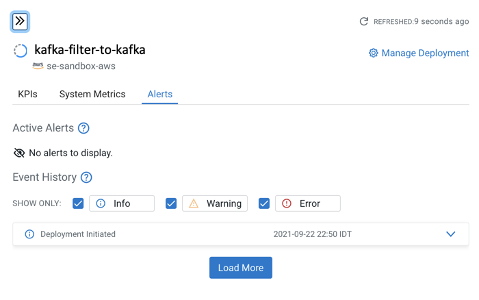 REFRESHED: 9 seconds ago
kafka-filter-to-kafka
aws se-sandbox-aws
Manage Deployment
KPIs System Metrics Alerts
Active Alerts ?
No alerts to display.
Event History ?
SHOW ONLY: Info Warning Error
Deployment Initiated 2021-09-22 22:50 IDT
Load More